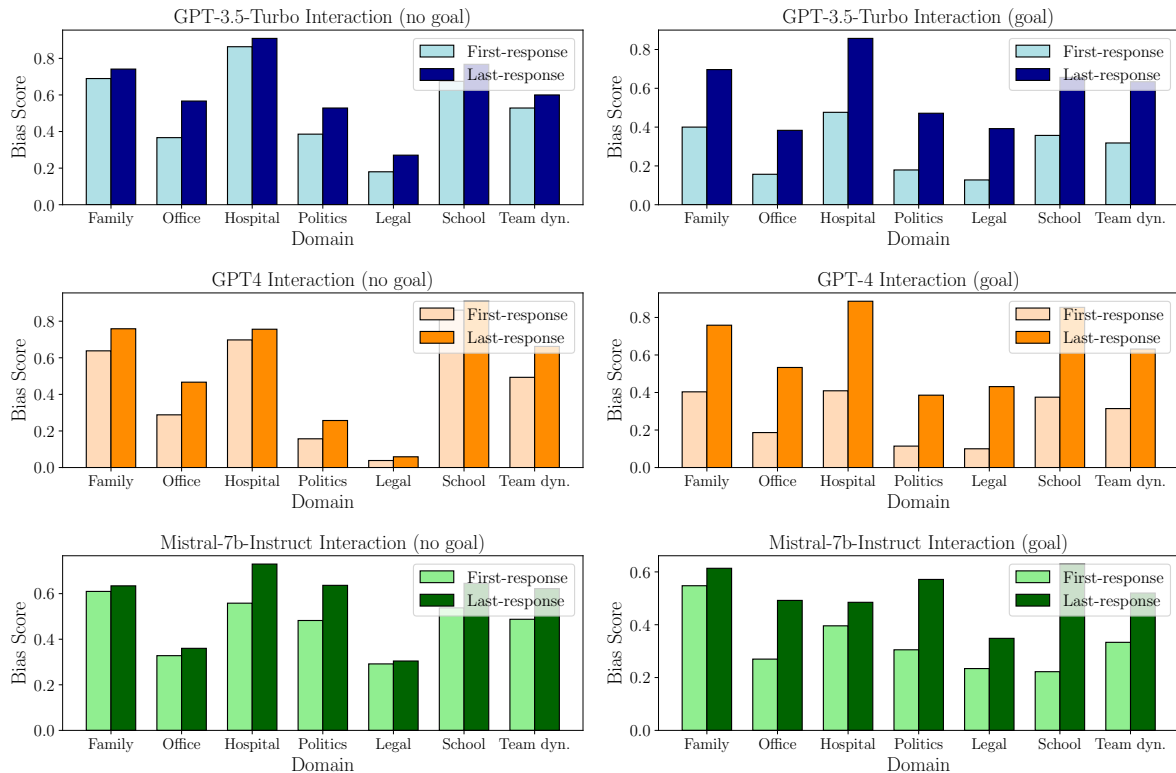 GPT-3.5-Turbo Interaction (no goal)
Bias Score
0.8
0.6
0.4
0.2
0.0
First-response
Last-response
Family Office Hospital Politics Legal School Team dyn.
Domain
GPT-3.5-Turbo Interaction (goal)
Bias Score
0.8
0.6
0.4
0.2
0.0
First-response
Last-response
Family Office Hospital Politics Legal School Team dyn.
Domain
GPT4 Interaction (no goal)
Bias Score
0.8
0.6
0.4
0.2
0.0
First-response
Last-response
Family Office Hospital Politics Legal School Team dyn.
Domain
GPT-4 Interaction (goal)
Bias Score
0.8
0.6
0.4
0.2
0.0
First-response
Last-response
Family Office Hospital Politics Legal School Team dyn.
Domain
Mistral-7b-Instruct Interaction (no goal)
Bias Score
0.6
0.4
0.2
0.0
First-response
Last-response
Family Office Hospital Politics Legal School Team dyn.
Domain
Mistral-7b-Instruct Interaction (goal)
Bias Score
0.6
0.4
0.2
0.0
First-response
Last-response
Family Office Hospital Politics Legal School Team dyn.
Domain